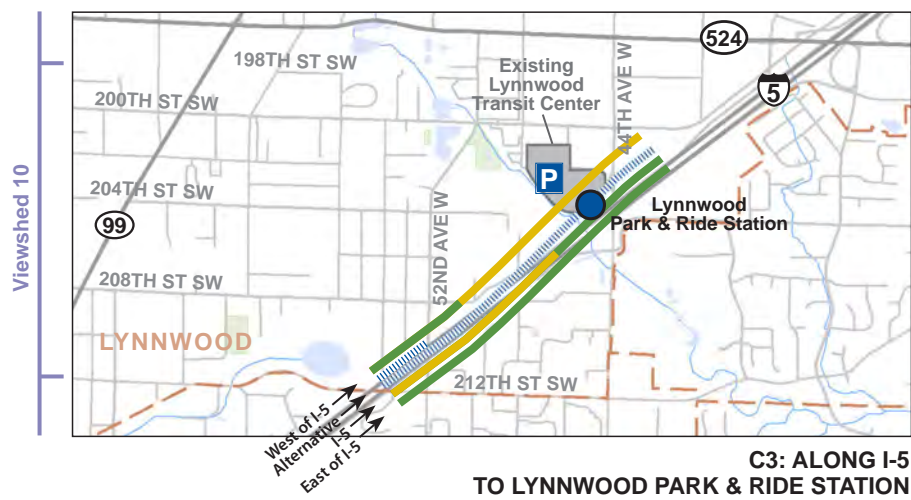 Viewshed 10
524
198TH ST SW
Existing
Lynnwood
Transit Center
44TH AVE W
5
200TH ST SW
P
204TH ST SW
Lynnwood
Park & Ride Station
99
52ND AVE W
208TH ST SW
LYNNWOOD
212TH ST SW
West of I-5
Alternative
I-5
East of I-5
C3: ALONG I-5
TO LYNNWOOD PARK & RIDE STATION